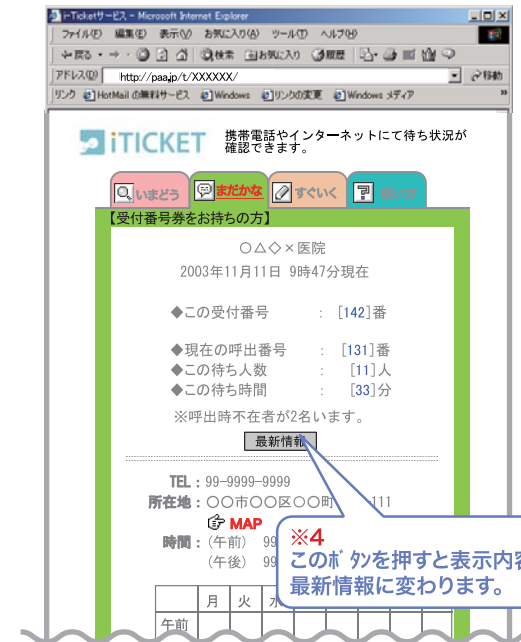 i-Ticketｻｰﾋﾞｽ - Microsoft Internet Explorer
ファイル(F) 編集(E) 表示(V) お気に入り(A) ツール(T) ヘルプ(H)
戻る 検索 お気に入り 履歴
アドレス(D) http://paa.jp/t/XXXXXX/ 移動
リンク HotMail の無料サービス Windows リンクの変更 Windows メディア »
iTICKET 携帯電話やインターネットにて待ち状況が
確認できます。
いまどう まだかな すぐいく ? 使い方
【受付番号券をお持ちの方】
○△◇×医院
2003年11月11日 9時47分現在
◆この受付番号 : [142]番
◆現在の呼出番号 : [131]番
◆この待ち人数 : [11]人
◆この待ち時間 : [33]分
※呼出時不在者が2名います。
最新情報
TEL : 99-9999-9999
所在地 : 〇〇市〇〇区〇〇町 111
MAP
時間 : (午前) 99
(午後) 99
※4
このボタンを押すと表示内容
最新情報に変わります。
月 火 水
午前